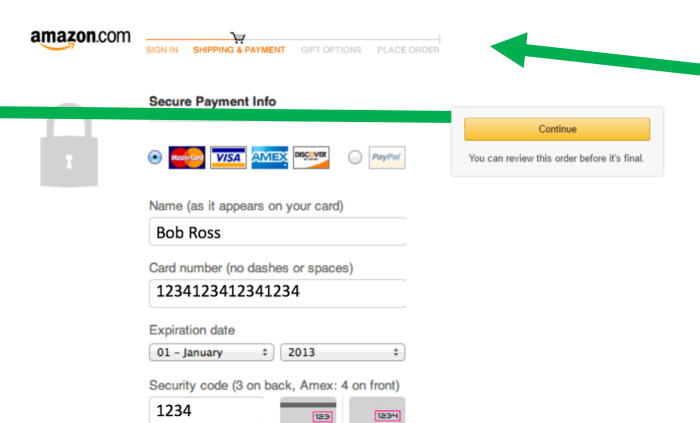 amazon.com
SIGN IN SHIPPING & PAYMENT GIFT OPTIONS PLACE ORDER
Secure Payment Info
MasterCard VISA AMEX DISCOVER PayPal
Continue
You can review this order before it's final.
Name (as it appears on your card)
Bob Ross
Card number (no dashes or spaces)
1234123412341234
Expiration date
01 - January 2013
Security code (3 on back, Amex: 4 on front)
1234
123 1234